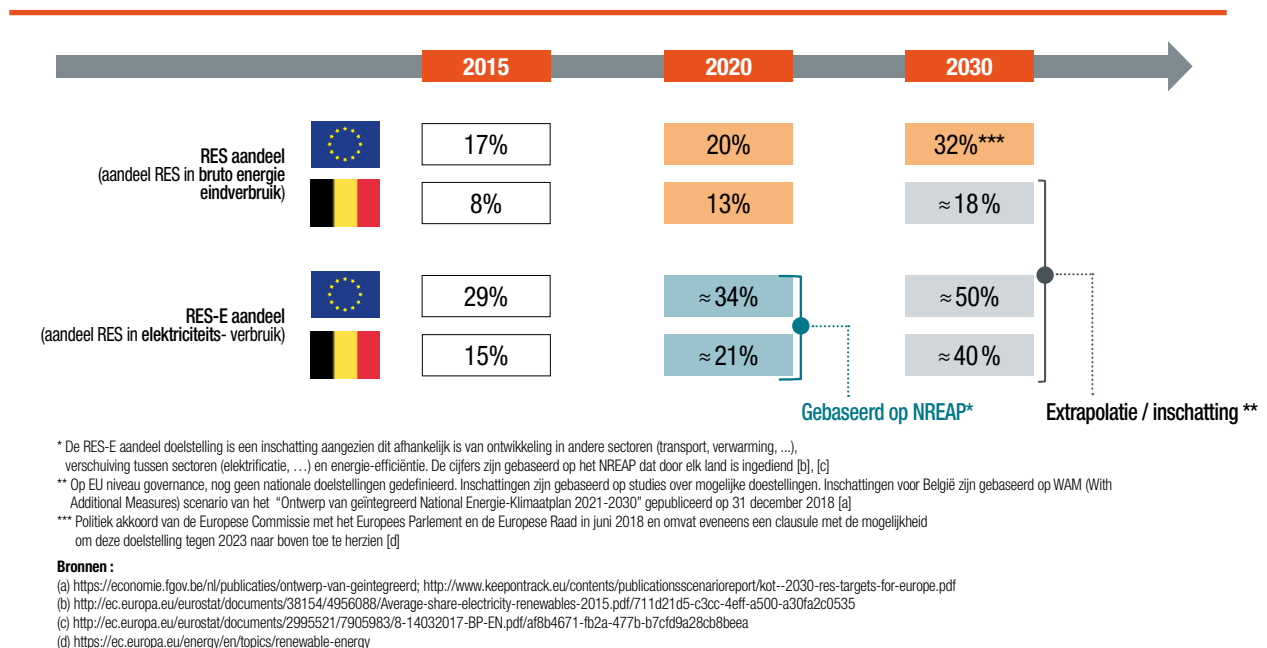 2015 2020 2030
RES aandeel
(aandeel RES in bruto energie
eindverbruik)
17% 20% 32%***
8% 13% ≈ 18%
RES-E aandeel
(aandeel RES in elektriciteits- verbruik)
29% ≈ 34% ≈ 50%
15% ≈ 21% ≈ 40%
Gebaseerd op NREAP*
Extrapolatie / inschatting **
* De RES-E aandeel doelstelling is een inschatting aangezien dit afhankelijk is van ontwikkeling in andere sectoren (transport, verwarming, ...),
verschuiving tussen sectoren (elektrificatie, …) en energie-efficiëntie. De cijfers zijn gebaseerd op het NREAP dat door elk land is ingediend [b], [c]
** Op EU niveau governance, nog geen nationale doelstellingen gedefinieerd. Inschattingen zijn gebaseerd op studies over mogelijke doestellingen. Inschattingen voor België zijn gebaseerd op WAM (With
Additional Measures) scenario van het “Ontwerp van geïntegreerd National Energie-Klimaatplan 2021-2030” gepubliceerd op 31 december 2018 [a]
*** Politiek akkoord van de Europese Commissie met het Europees Parlement en de Europese Raad in juni 2018 en omvat eveneens een clausule met de mogelijkheid
om deze doelstelling tegen 2023 naar boven toe te herzien [d]
Bronnen :
(a) https://economie.fgov.be/nl/publicaties/ontwerp-van-geintegreerd; http://www.keepontrack.eu/contents/publicationsscenarioreport/kot--2030-res-targets-for-europe.pdf
(b) http://ec.europa.eu/eurostat/documents/38154/4956088/Average-share-electricity-renewables-2015.pdf/711d21d5-c3cc-4eff-a500-a30fa2c0535
(c) http://ec.europa.eu/eurostat/documents/2995521/7905983/8-14032017-BP-EN.pdf/af8b4671-fb2a-477b-b7cfd9a28cb8beea
(d) https://ec.europa.eu/energy/en/topics/renewable-energy